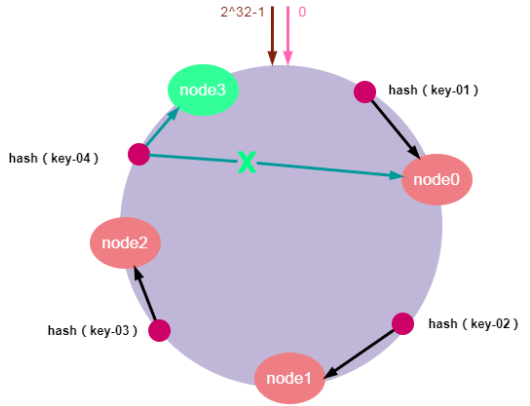 2^32-1 0
node3
hash ( key-01 )
hash ( key-04 )
X
node0
node2
hash ( key-03 )
hash ( key-02 )
node1